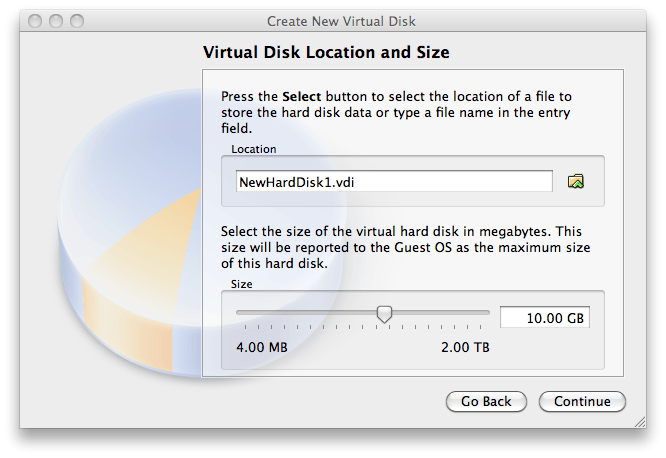 Create New Virtual Disk
Virtual Disk Location and Size
Press the Select button to select the location of a file to
store the hard disk data or type a file name in the entry
field.
Location
NewHardDisk1.vdi
Select the size of the virtual hard disk in megabytes. This
size will be reported to the Guest OS as the maximum size
of this hard disk.
Size
10.00 GB
4.00 MB 2.00 TB
Go Back Continue